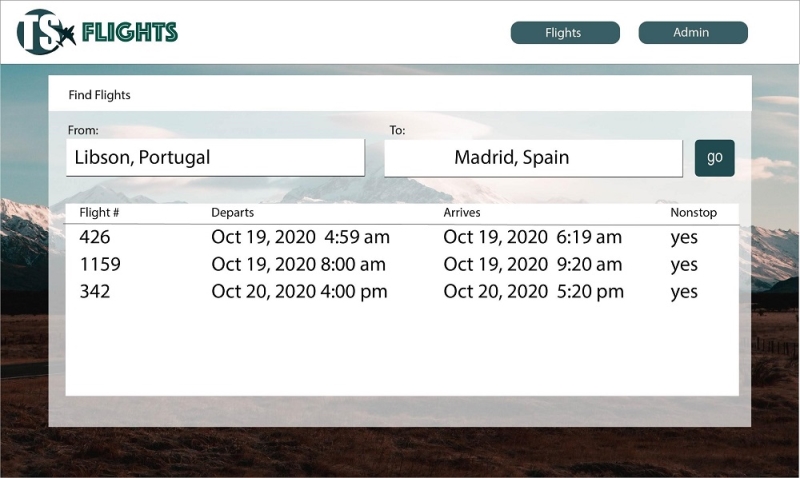 TS FLIGHTS
Flights Admin
Find Flights
From: To:
Libson, Portugal Madrid, Spain go
Flight # Departs Arrives Nonstop
426 Oct 19, 2020 4:59 am Oct 19, 2020 6:19 am yes
1159 Oct 19, 2020 8:00 am Oct 19, 2020 9:20 am yes
342 Oct 20, 2020 4:00 pm Oct 20, 2020 5:20 pm yes